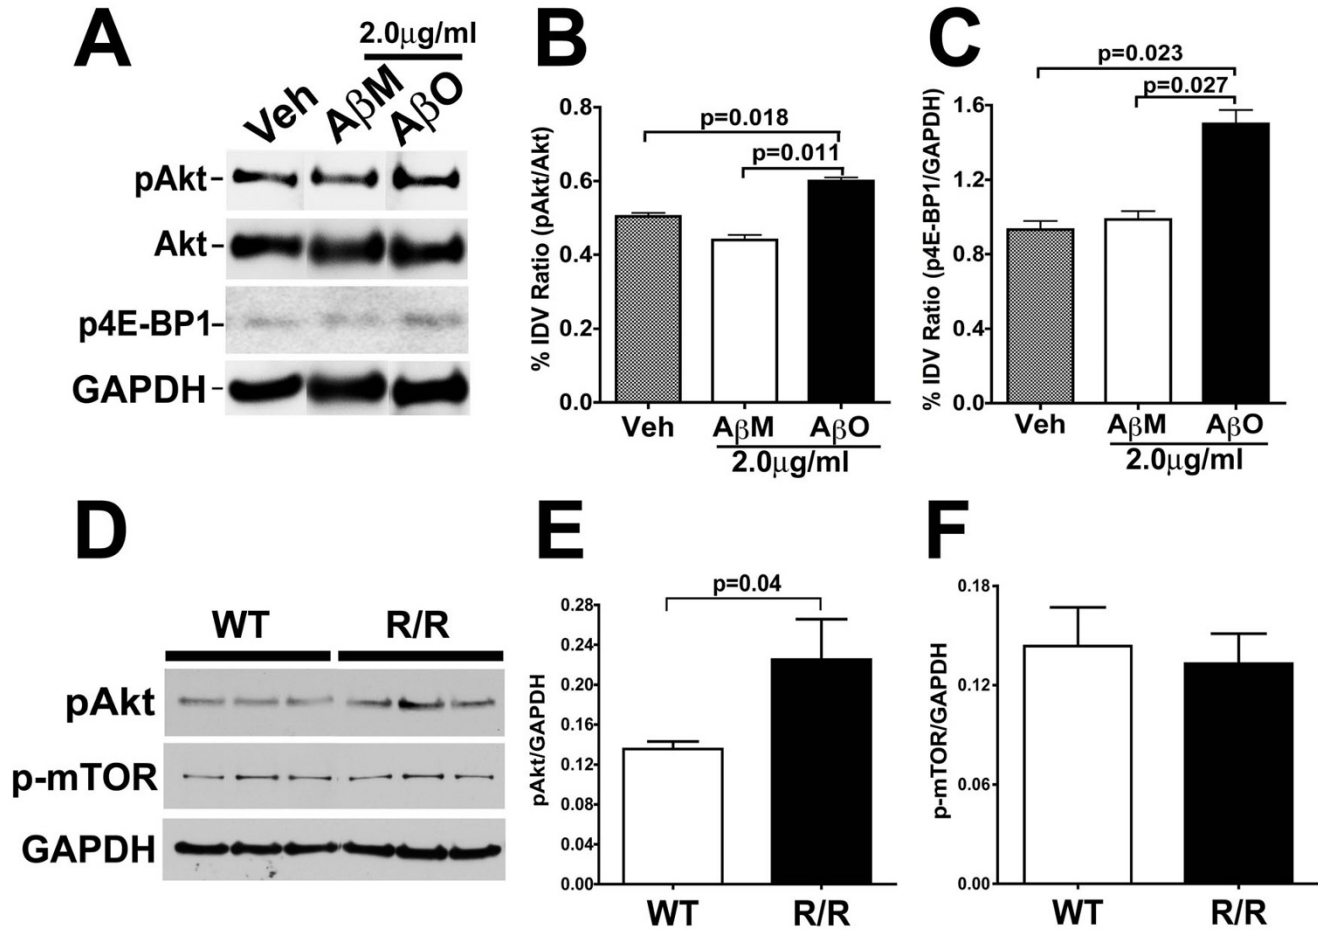 A
2.0μg/ml
Veh AβM AβO
pAkt
Akt
p4E-BP1
GAPDH
B
% IDV Ratio (pAkt/Akt)
0.8
0.6
0.4
0.2
0.0
p=0.018
p=0.011
Veh AβM AβO
2.0μg/ml
C
% IDV Ratio (p4E-BP1/GAPDH)
1.6
1.2
0.8
0.4
0.0
p=0.023
p=0.027
Veh AβM AβO
2.0μg/ml
D
WT R/R
pAkt
p-mTOR
GAPDH
E
pAkt/GAPDH
0.28
0.24
0.20
0.16
0.12
0.08
0.04
0.00
p=0.04
WT R/R
F
p-mTOR/GAPDH
0.18
0.12
0.06
0.00
WT R/R